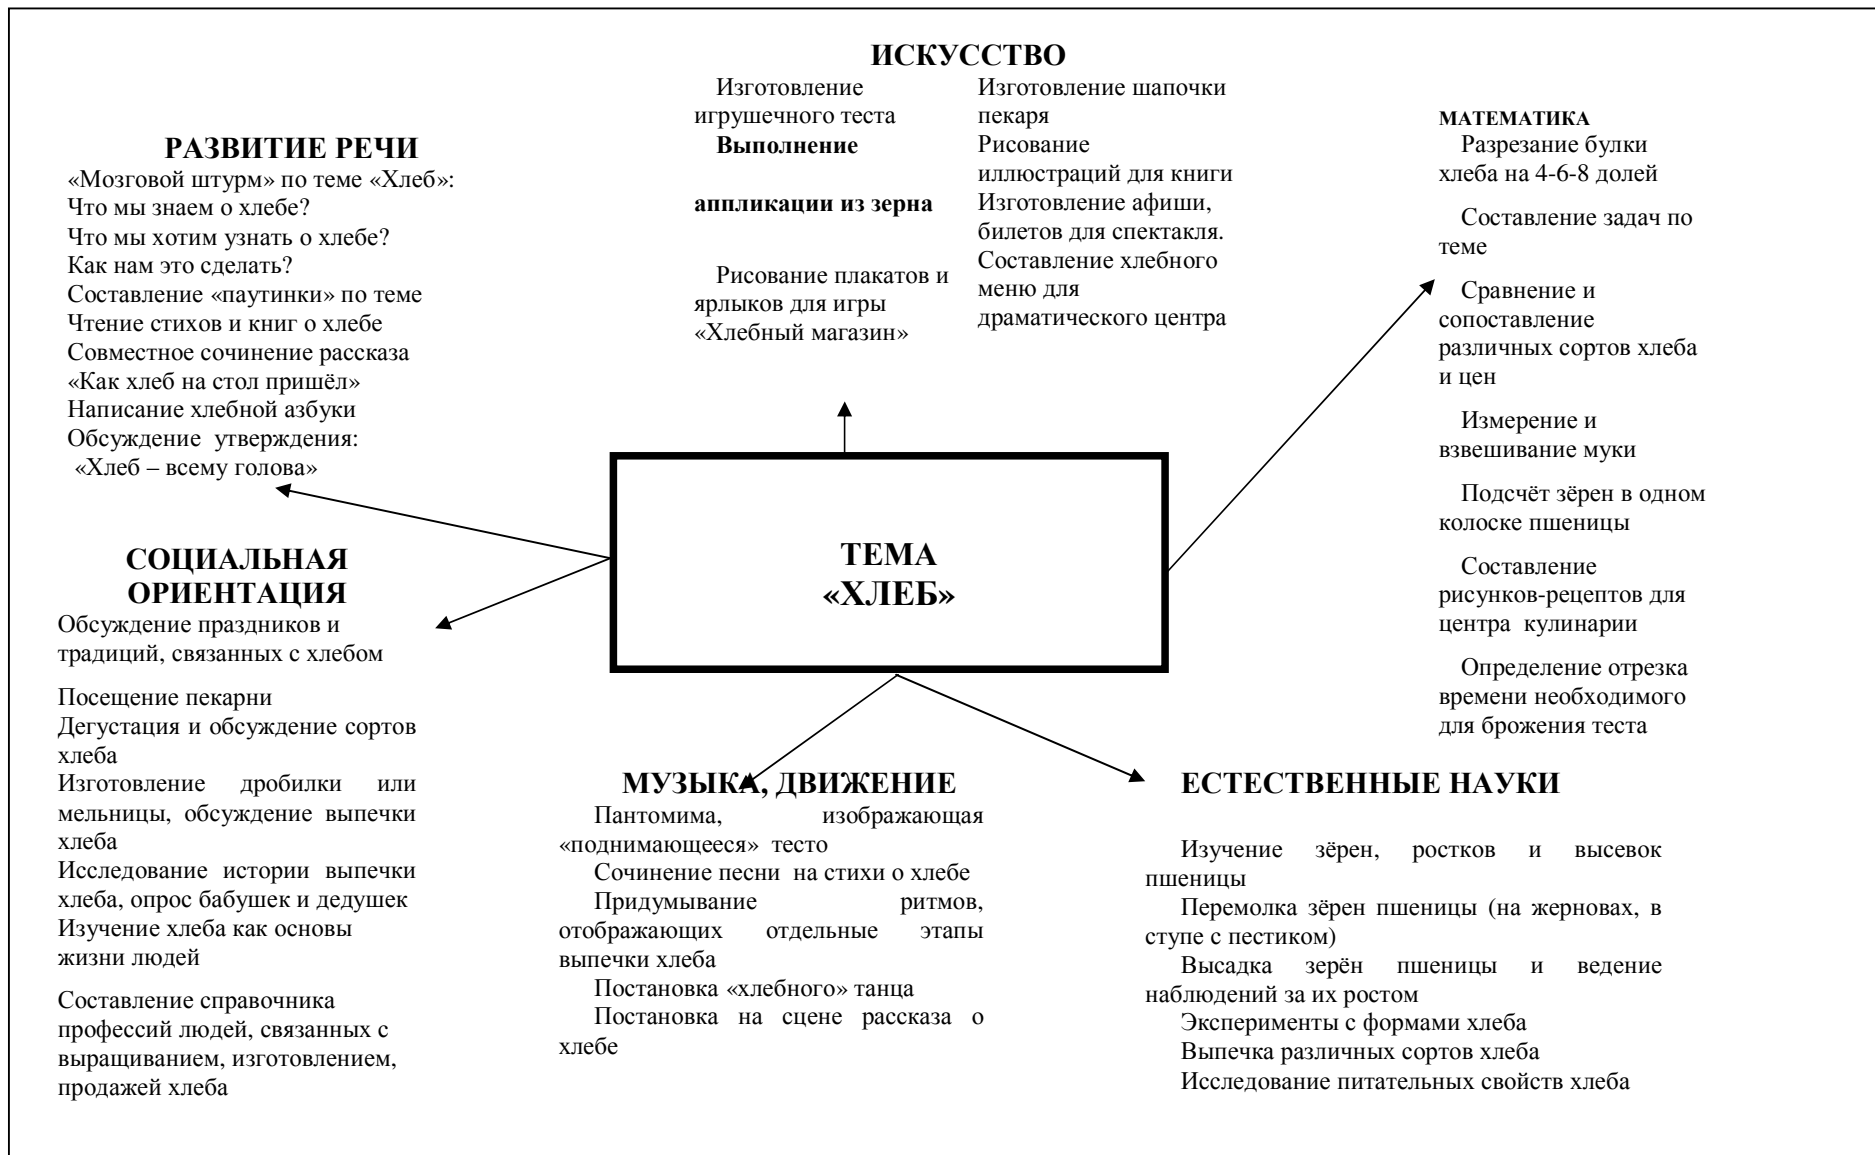 ИСКУССТВО
Изготовление
игрушечного теста
Выполнение
аппликации из зерна
Рисование плакатов и
ярлыков для игры
«Хлебный магазин»
Изготовление шапочки
пекаря
Рисование
иллюстраций для книги
Изготовление афиши,
билетов для спектакля.
Составление хлебного
меню для
драматического центра
РАЗВИТИЕ РЕЧИ
«Мозговой штурм» по теме «Хлеб»:
Что мы знаем о хлебе?
Что мы хотим узнать о хлебе?
Как нам это сделать?
Составление «паутинки» по теме
Чтение стихов и книг о хлебе
Совместное сочинение рассказа
«Как хлеб на стол пришёл»
Написание хлебной азбуки
Обсуждение утверждения:
«Хлеб – всему голова»
МАТЕМАТИКА
Разрезание булки
хлеба на 4-6-8 долей
Составление задач по
теме
Сравнение и
сопоставление
различных сортов хлеба
и цен
Измерение и
взвешивание муки
Подсчёт зёрен в одном
колоске пшеницы
Составление
рисунков-рецептов для
центра кулинарии
Определение отрезка
времени необходимого
для брожения теста
ТЕМА
«ХЛЕБ»
СОЦИАЛЬНАЯ
ОРИЕНТАЦИЯ
Обсуждение праздников и
традиций, связанных с хлебом
Посещение пекарни
Дегустация и обсуждение сортов
хлеба
Изготовление дробилки или
мельницы, обсуждение выпечки
хлеба
Исследование истории выпечки
хлеба, опрос бабушек и дедушек
Изучение хлеба как основы
жизни людей
Составление справочника
профессий людей, связанных с
выращиванием, изготовлением,
продажей хлеба
МУЗЫКА, ДВИЖЕНИЕ
Пантомима, изображающая
«поднимающееся» тесто
Сочинение песни на стихи о хлебе
Придумывание ритмов,
отображающих отдельные этапы
выпечки хлеба
Постановка «хлебного» танца
Постановка на сцене рассказа о
хлебе
ЕСТЕСТВЕННЫЕ НАУКИ
Изучение зёрен, ростков и высевок
пшеницы
Перемолка зёрен пшеницы (на жерновах, в
ступе с пестиком)
Высадка зерён пшеницы и ведение
наблюдений за их ростом
Эксперименты с формами хлеба
Выпечка различных сортов хлеба
Исследование питательных свойств хлеба